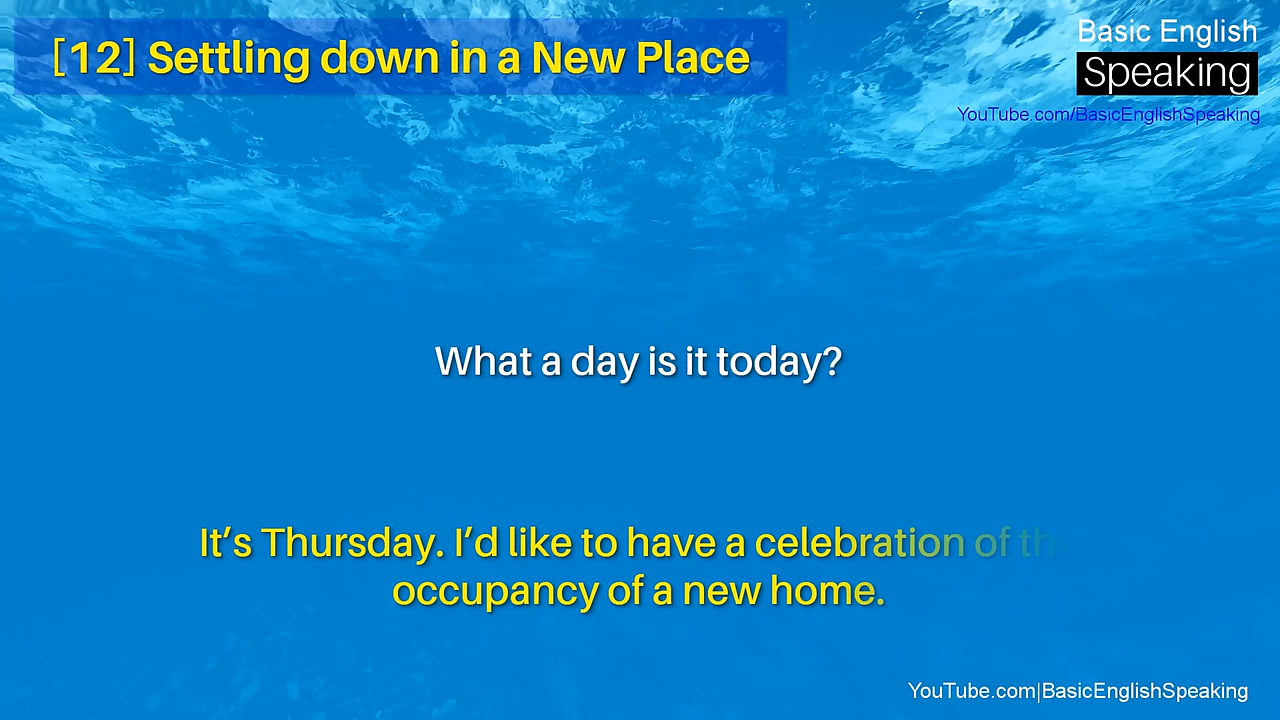 [12] Settling down in a New Place
Basic English
Speaking
YouTube.com/BasicEnglishSpeaking
What a day is it today?
It’s Thursday. I’d like to have a celebration of
occupancy of a new home.
YouTube.com|BasicEnglishSpeaking